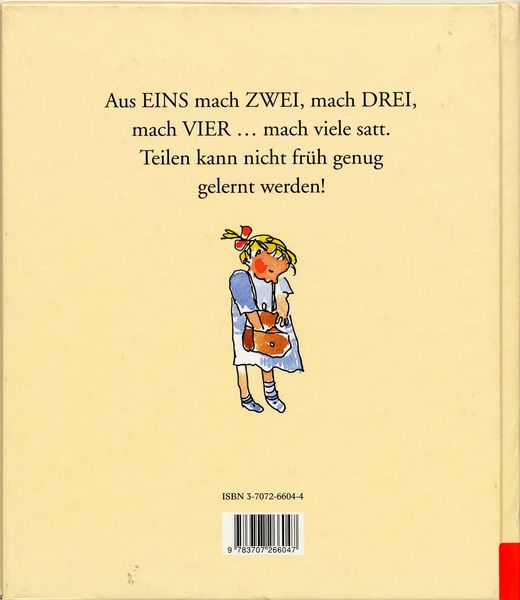 Aus EINS mach ZWEI, mach DREI,
mach VIER … mach viele satt.
Teilen kann nicht früh genug
gelernt werden!
ISBN 3-7072-6604-4
9 783707 266047